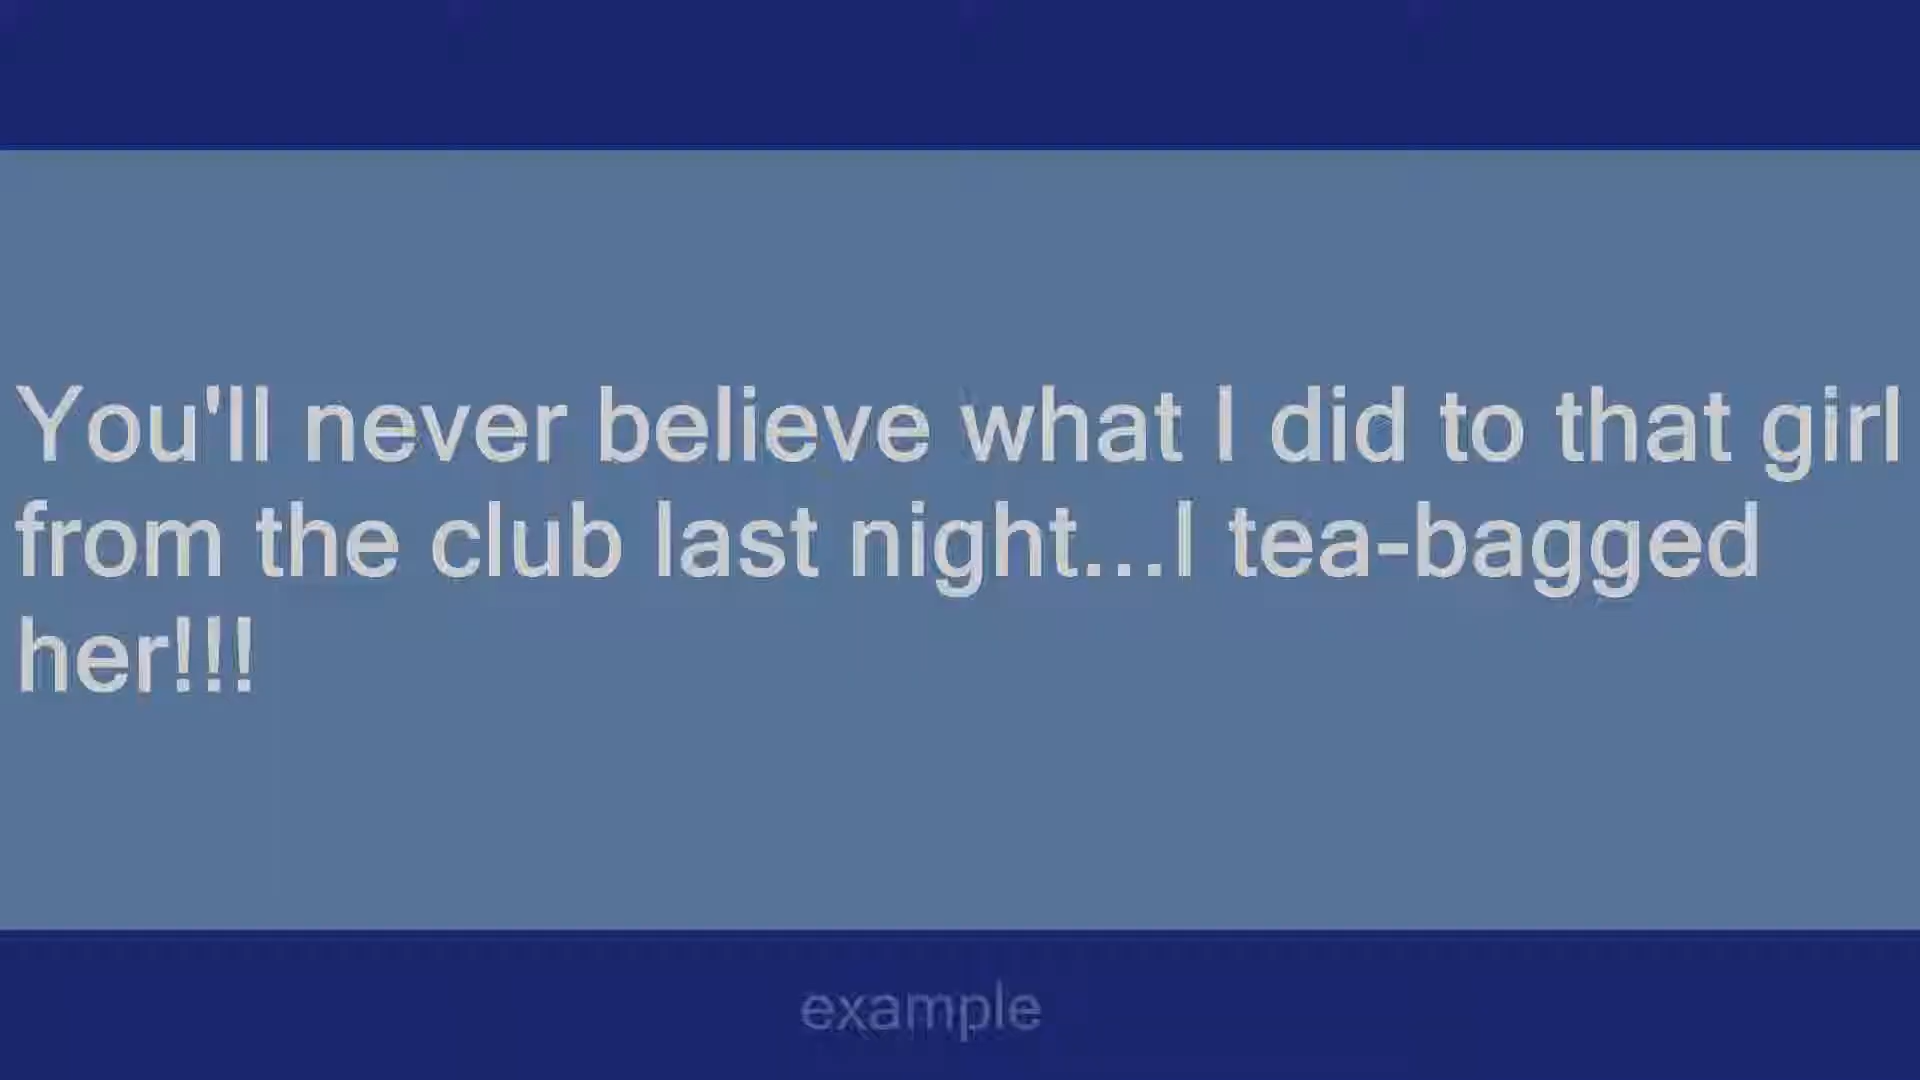 You'll never believe what I did to that girl
from the club last night...I tea-bagged
her!!!
example